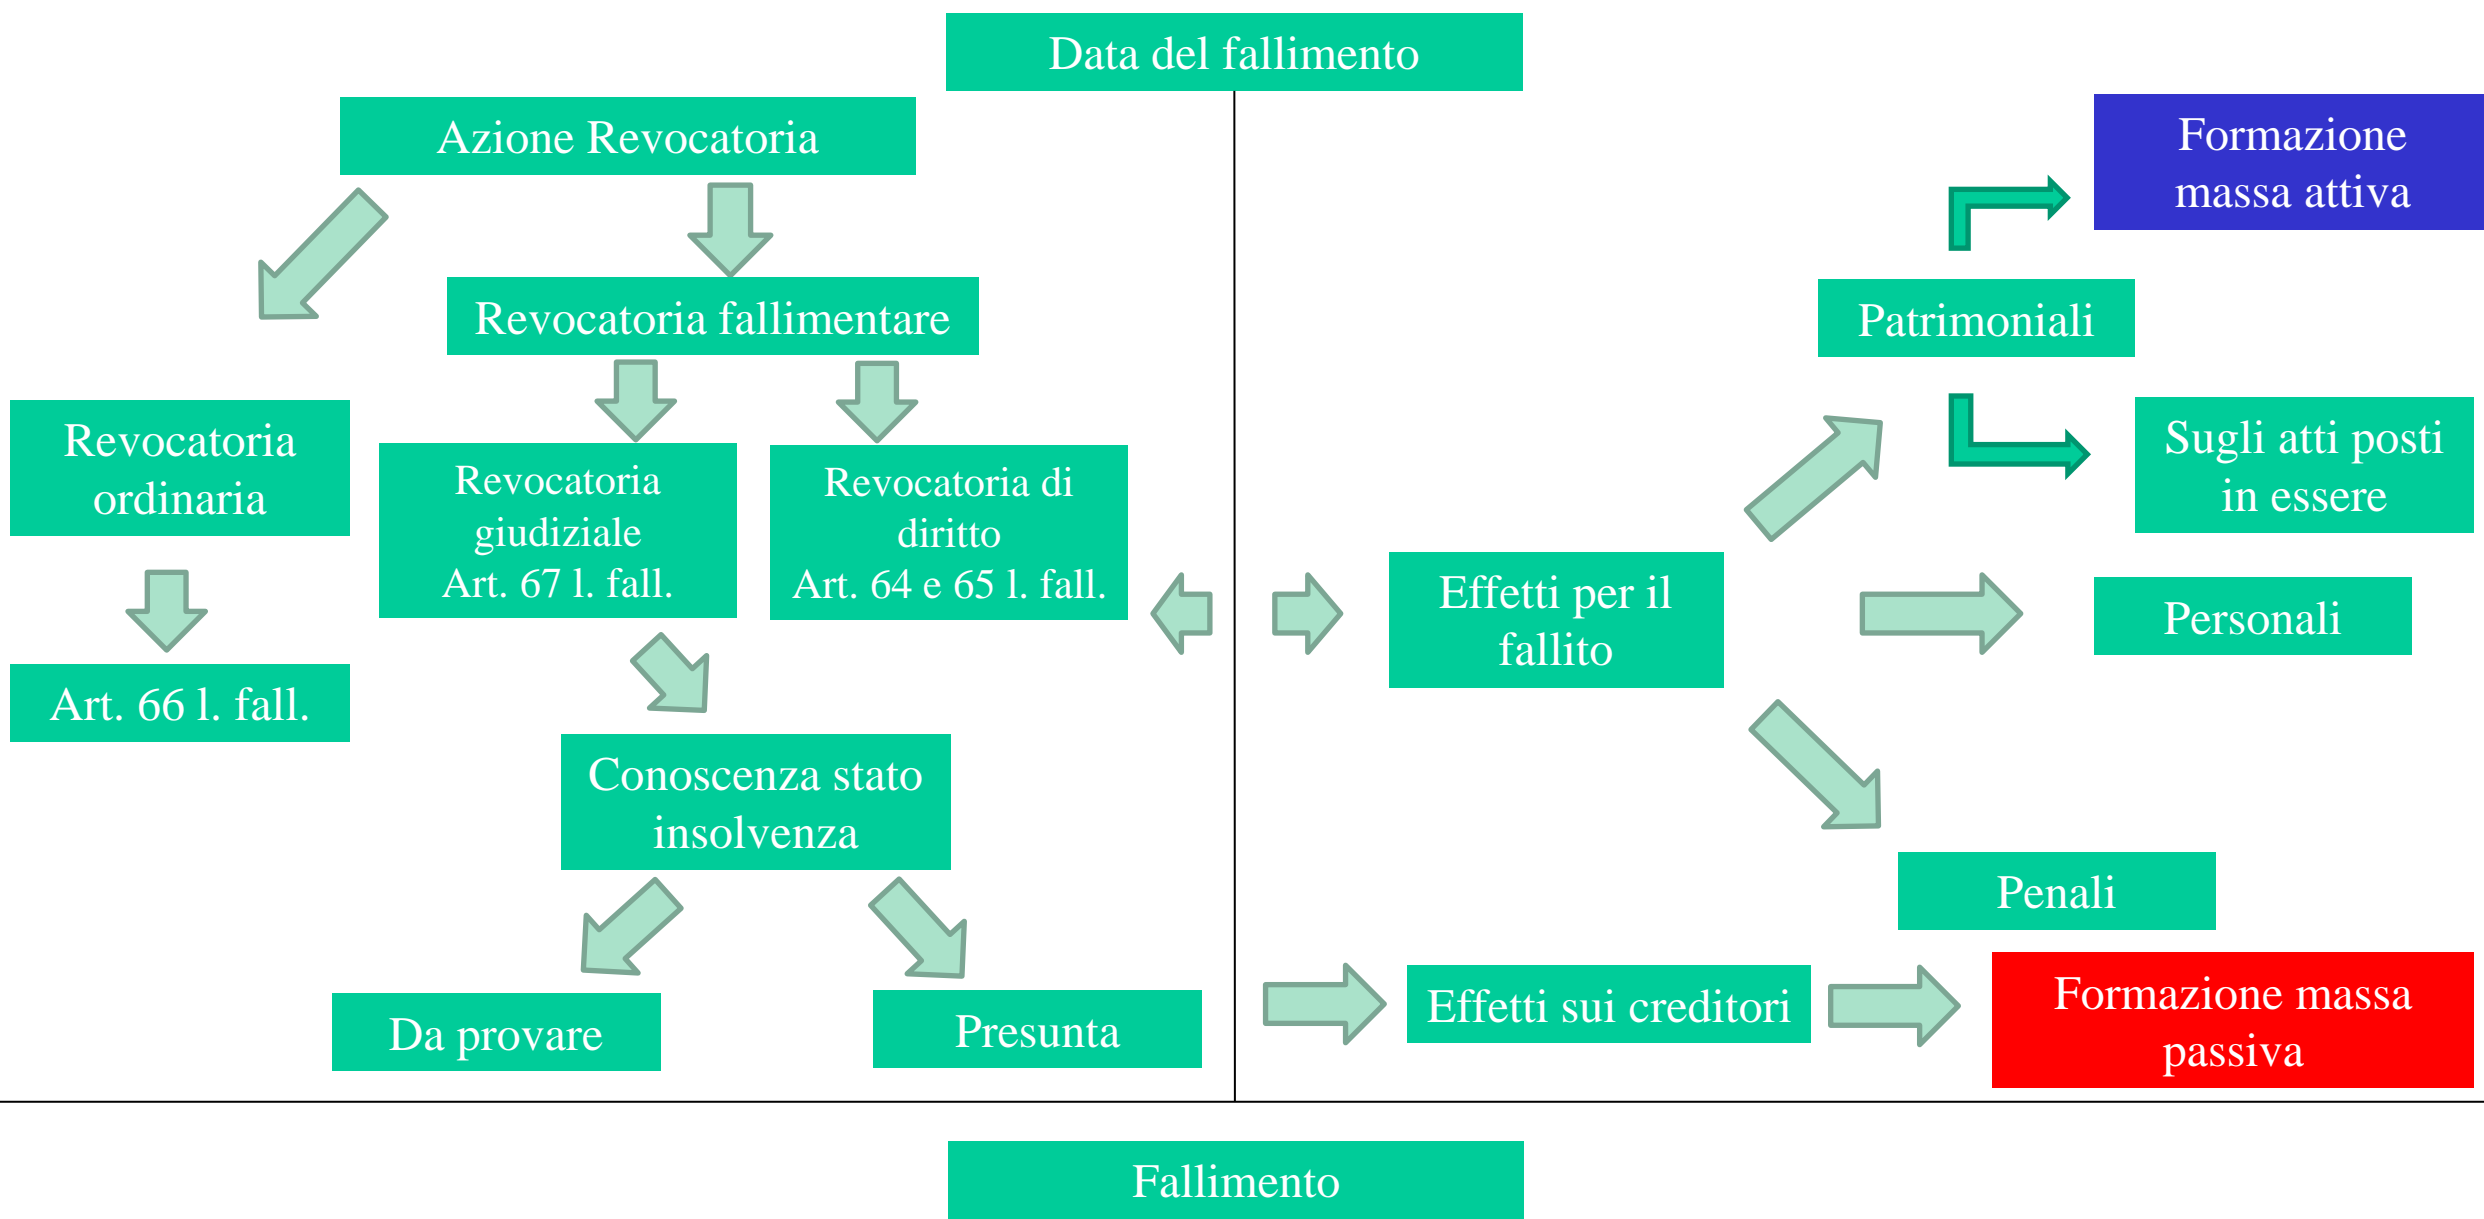 Data del fallimento
Azione Revocatoria
Formazione
massa attiva
Revocatoria fallimentare
Patrimoniali
Revocatoria
ordinaria
Revocatoria
giudiziale
Art. 67 l. fall.
Revocatoria di
diritto
Art. 64 e 65 l. fall.
Sugli atti posti
in essere
Effetti per il
fallito
Personali
Art. 66 l. fall.
Conoscenza stato
insolvenza
Penali
Da provare
Presunta
Effetti sui creditori
Formazione massa
passiva
Fallimento